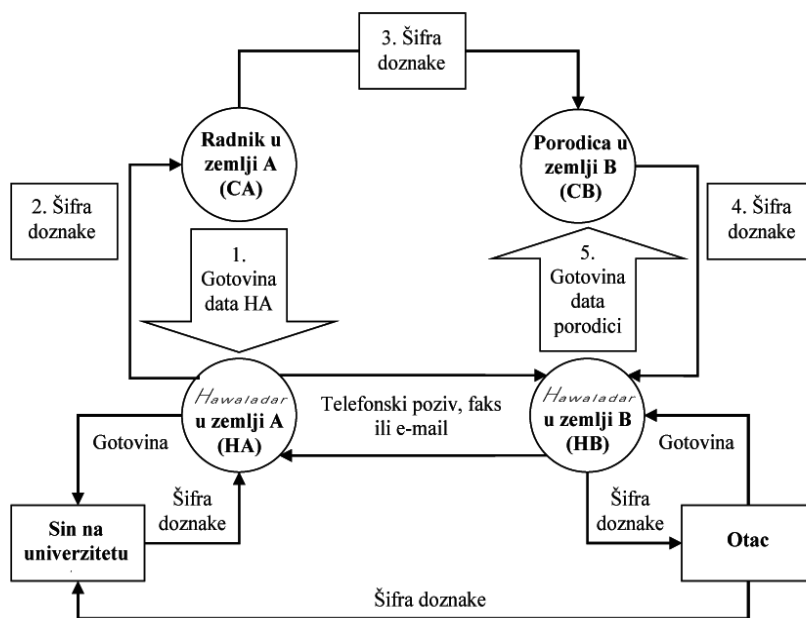 3. Šifra
doznake
Radnik u
zemlji A
(CA)
Porodica u
zemlji B
(CB)
2. Šifra
doznake
4. Šifra
doznake
1.
Gotovina
data HA
5.
Gotovina
data
porodici
Hawaladar
u zemlji A
(HA)
Telefonski poziv, faks
ili e-mail
Hawaladar
u zemlji B
(HB)
Gotovina
Gotovina
Šifra
doznake
Šifra
doznake
Sin na
univerzitetu
Otac
Šifra doznake